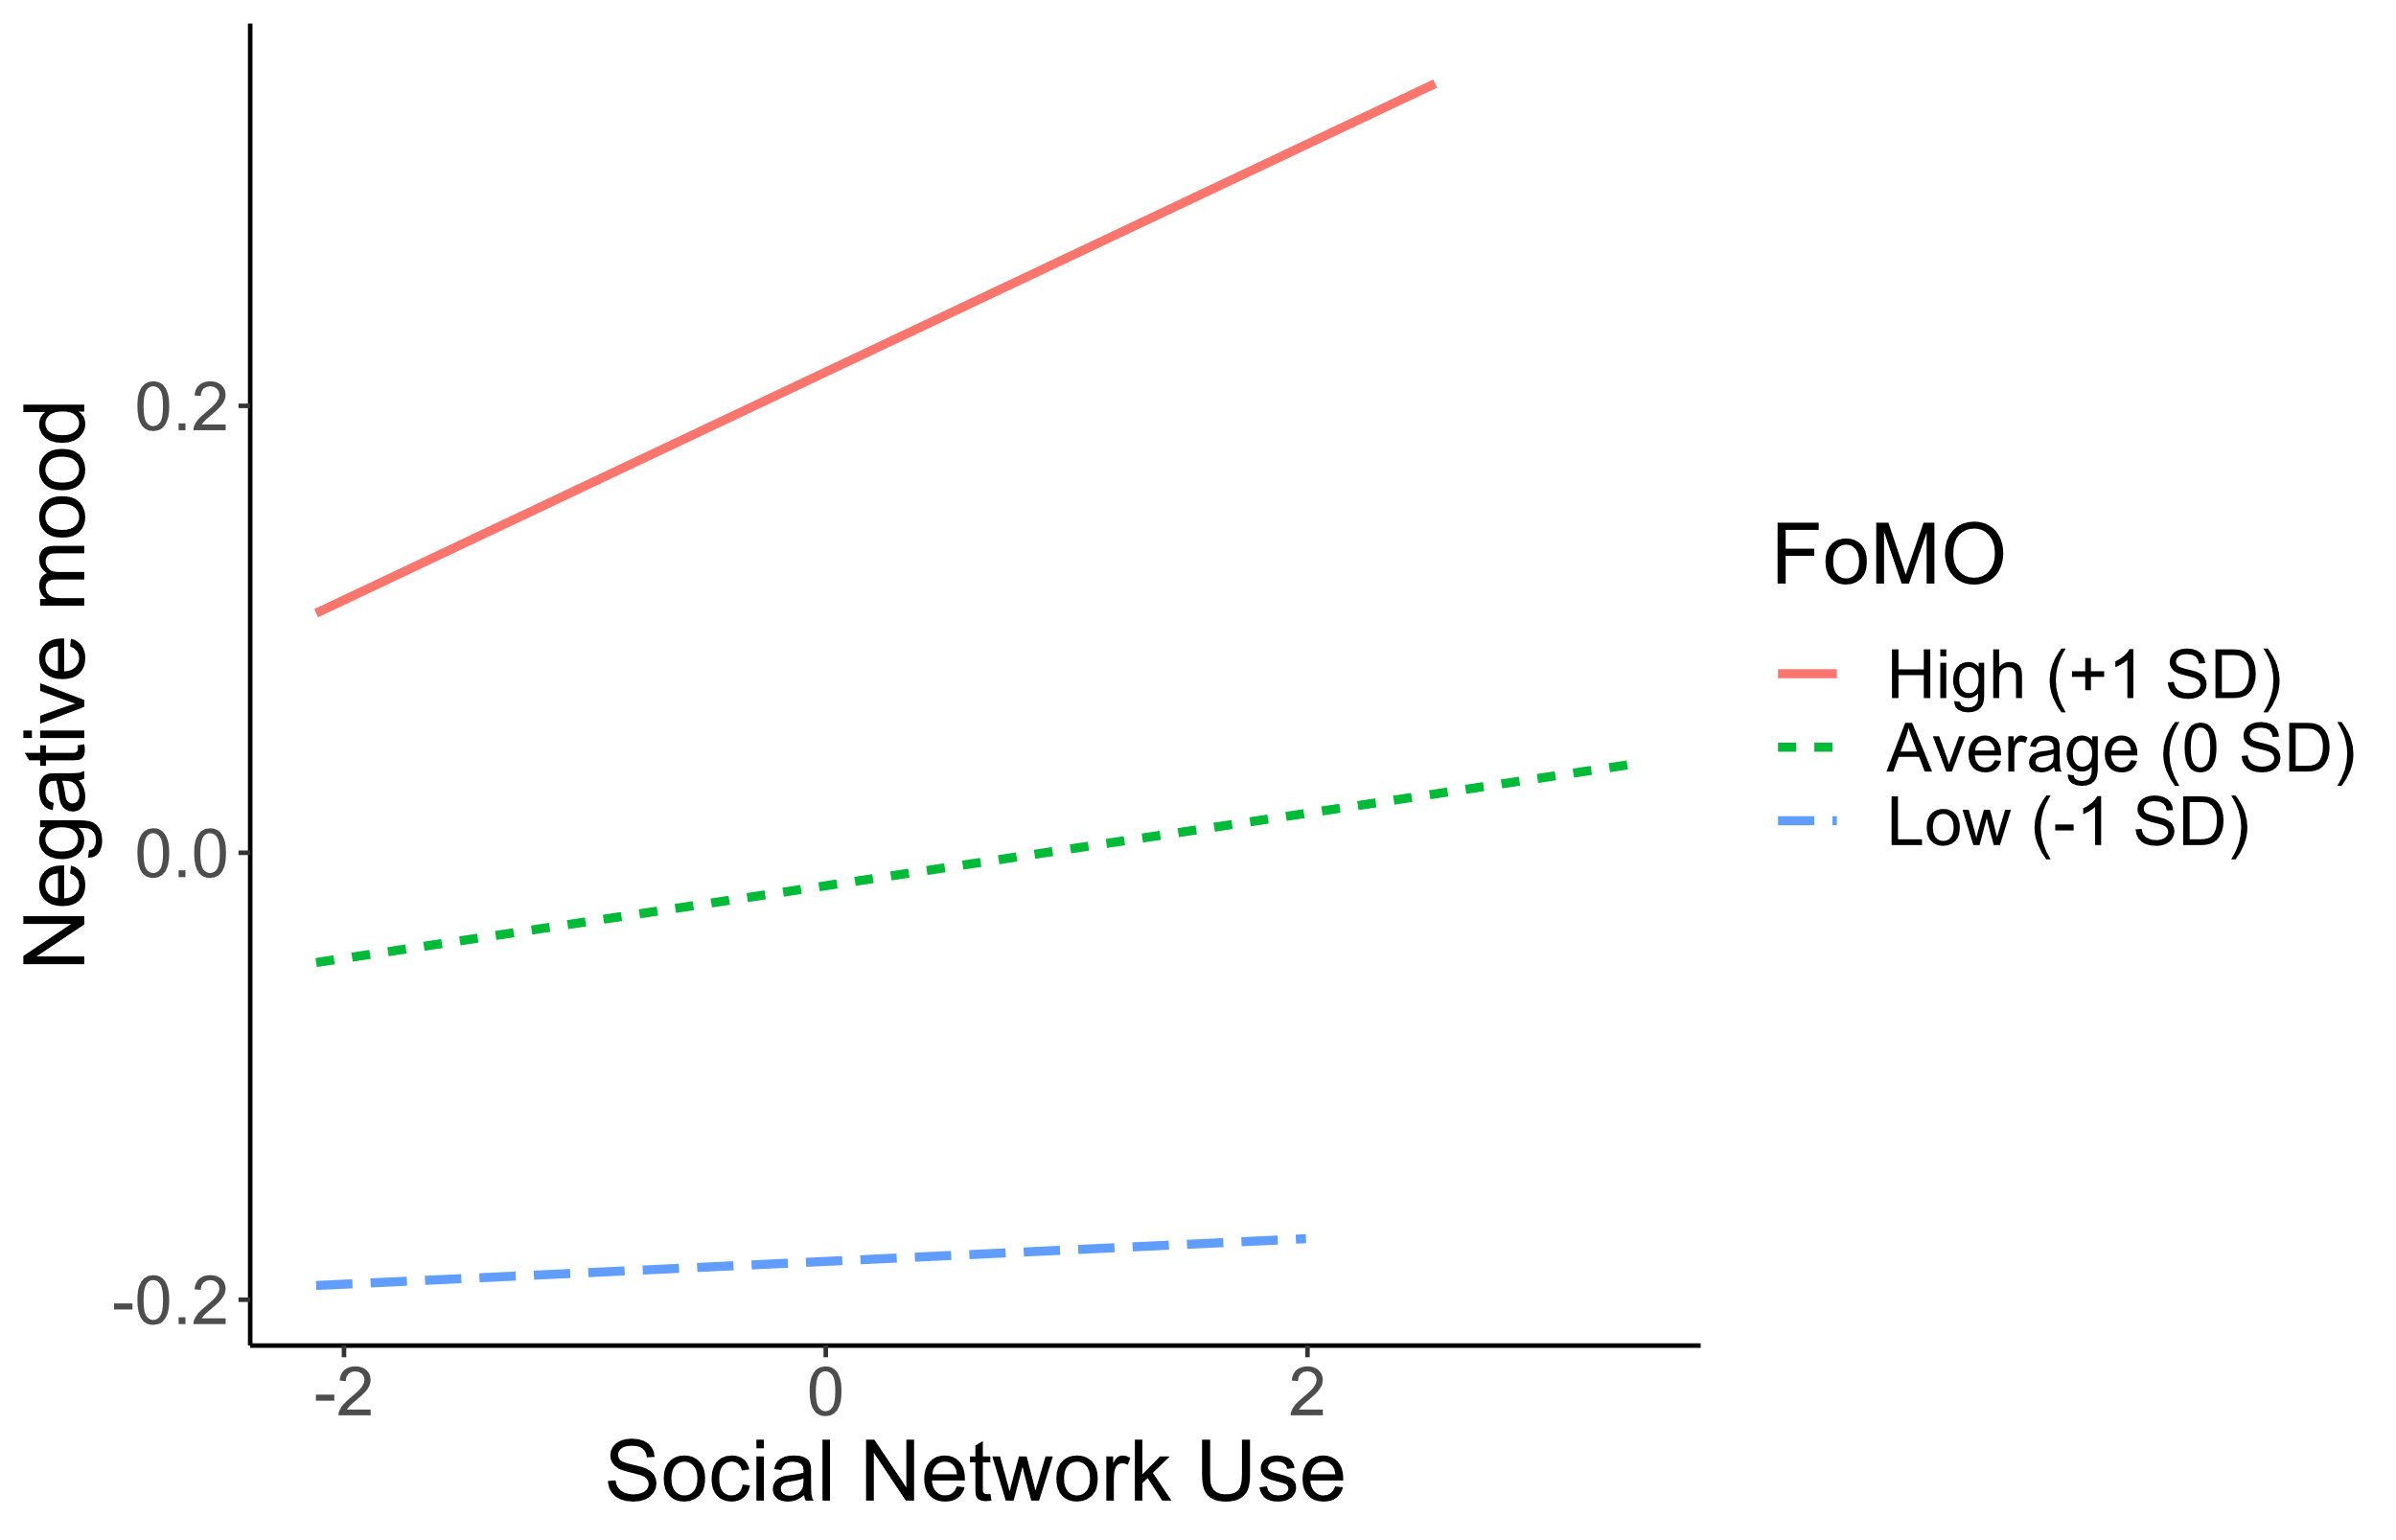 Negative mood
0.2
0.0
-0.2
-2
0
2
Social Network Use
FoMO
High (+1 SD)
Average (0 SD)
Low (-1 SD)